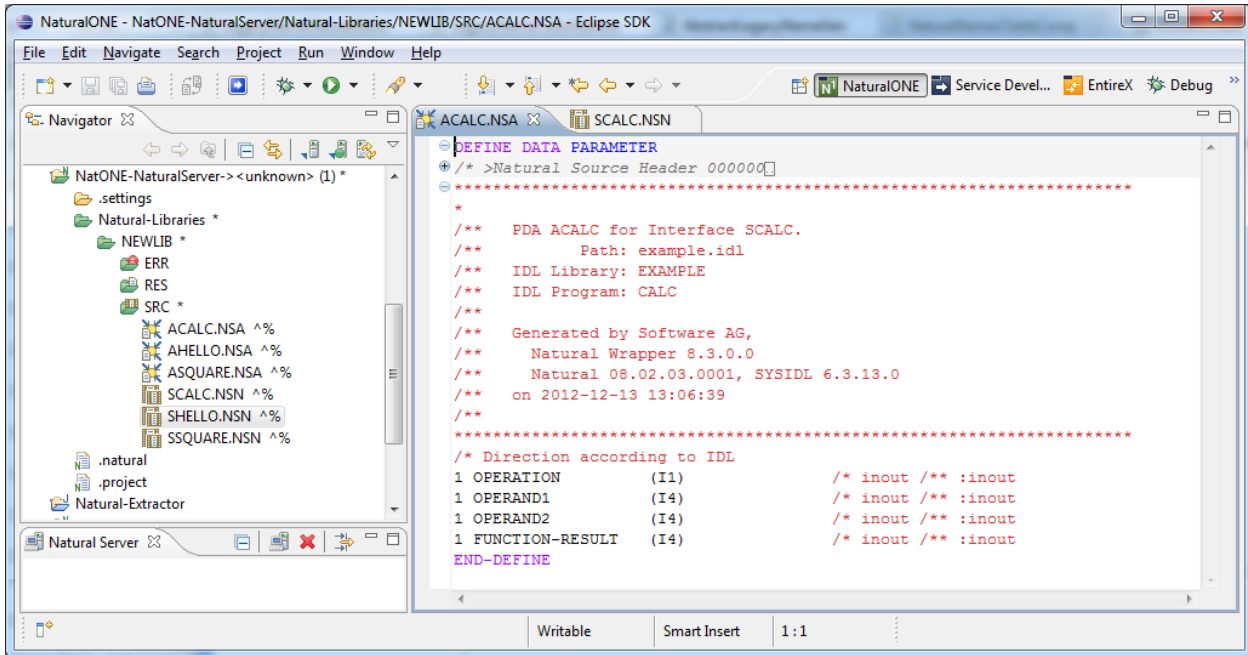 NaturalONE - NatONE-NaturalServer/Natural-Libraries/NEWLIB/SRC/ACALC.NSA - Eclipse SDK
File Edit Navigate Search Project Run Window Help
N1 NaturalONE Service Devel... EntireX Debug »
Navigator
NatONE-NaturalServer-><unknown> (1) *
.settings
Natural-Libraries *
NEWLIB *
ERR
RES
SRC *
ACALC.NSA ^%
AHELLO.NSA ^%
ASQUARE.NSA ^%
SCALC.NSN ^%
SHELLO.NSN ^%
SSQUARE.NSN ^%
.natural
.project
Natural-Extractor
Natural Server
ACALC.NSA SCALC.NSN
DEFINE DATA PARAMETER
/* >Natural Source Header 000000
**********************************************************************
*
/** PDA ACALC for Interface SCALC.
/** Path: example.idl
/** IDL Library: EXAMPLE
/** IDL Program: CALC
/**
/** Generated by Software AG,
/** Natural Wrapper 8.3.0.0
/** Natural 08.02.03.0001, SYSIDL 6.3.13.0
/** on 2012-12-13 13:06:39
/**
**********************************************************************
/* Direction according to IDL
1 OPERATION (I1) /* inout /** :inout
1 OPERAND1 (I4) /* inout /** :inout
1 OPERAND2 (I4) /* inout /** :inout
1 FUNCTION-RESULT (I4) /* inout /** :inout
END-DEFINE
Writable Smart Insert 1:1